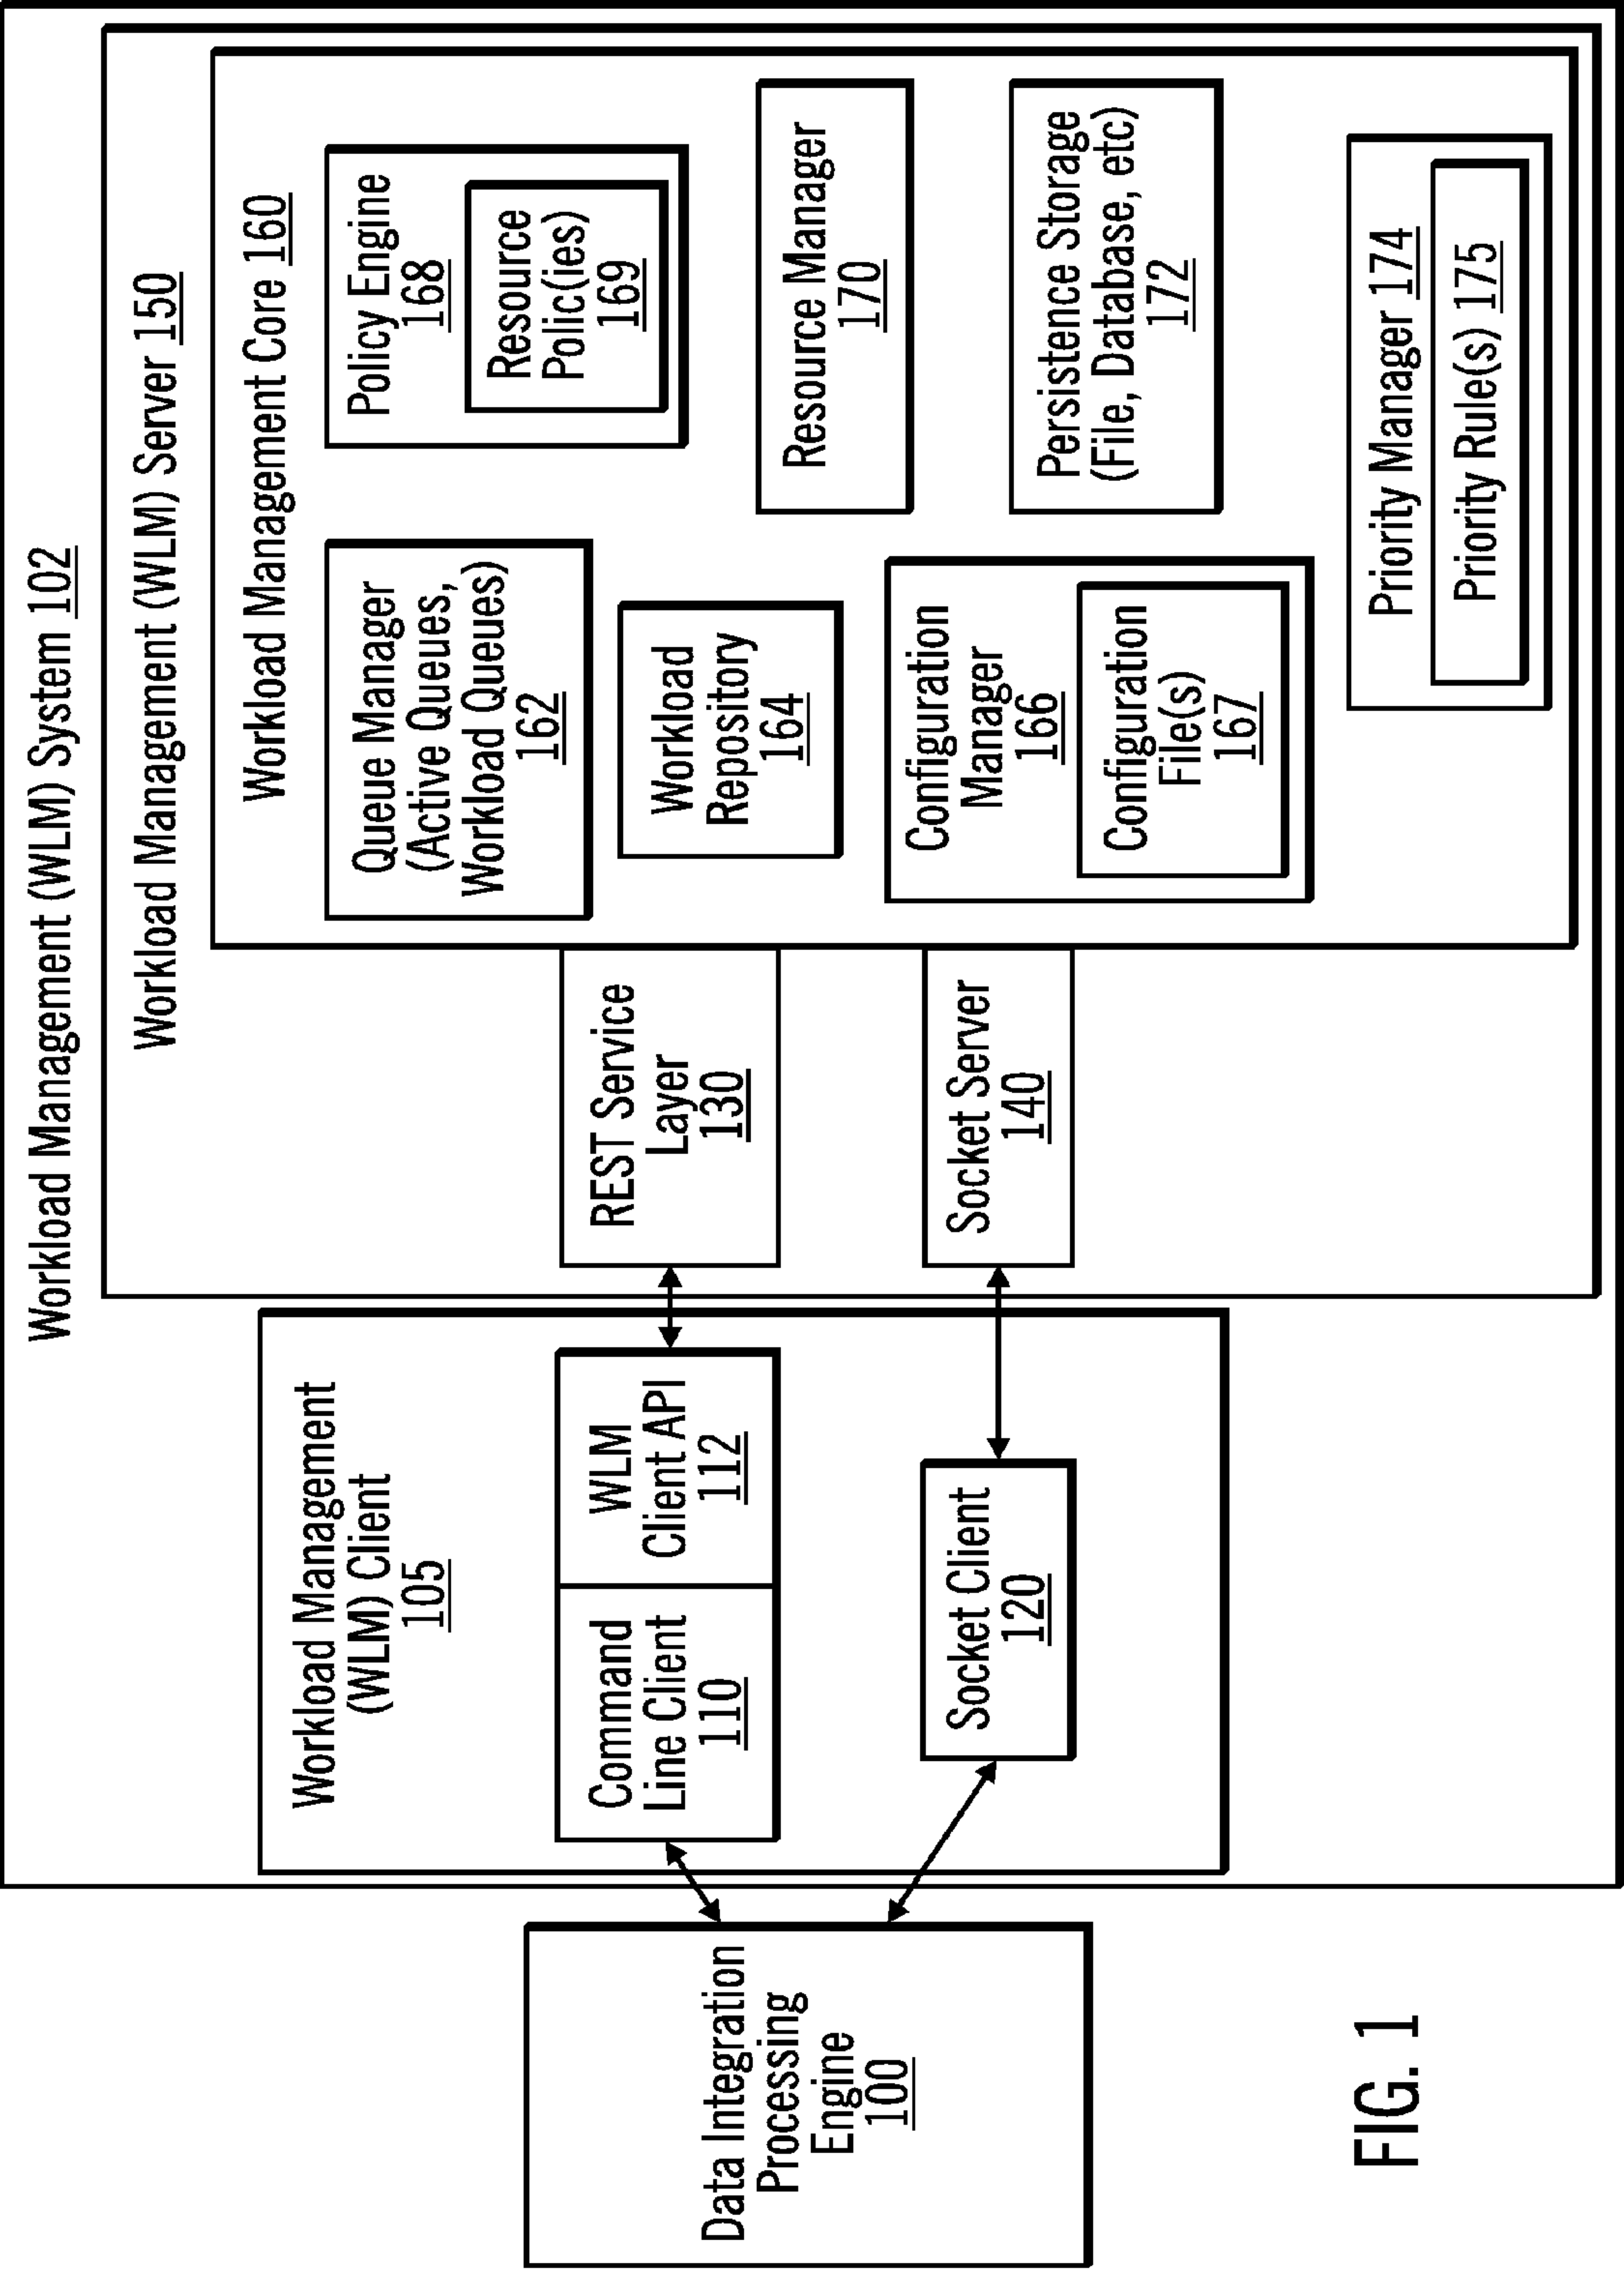 Workload Management (WLM) System 102
Workload Management (WLM) Server 150
Workload Management Core 160
Data Integration
Processing
Engine
100
Workload Management
(WLM) Client
105
Command
Line Client
110
WLM
Client API
112
Socket Client
120
REST Service
Layer
130
Socket Server
140
Queue Manager
(Active Queues,
Workload Queues)
162
Workload
Repository
164
Configuration
Manager
166
Configuration
File(s)
167
Policy Engine
168
Resource
Polic(ies)
169
Resource Manager
170
Persistence Storage
(File, Database, etc)
172
Priority Manager 174
Priority Rule(s) 175
FIG. 1